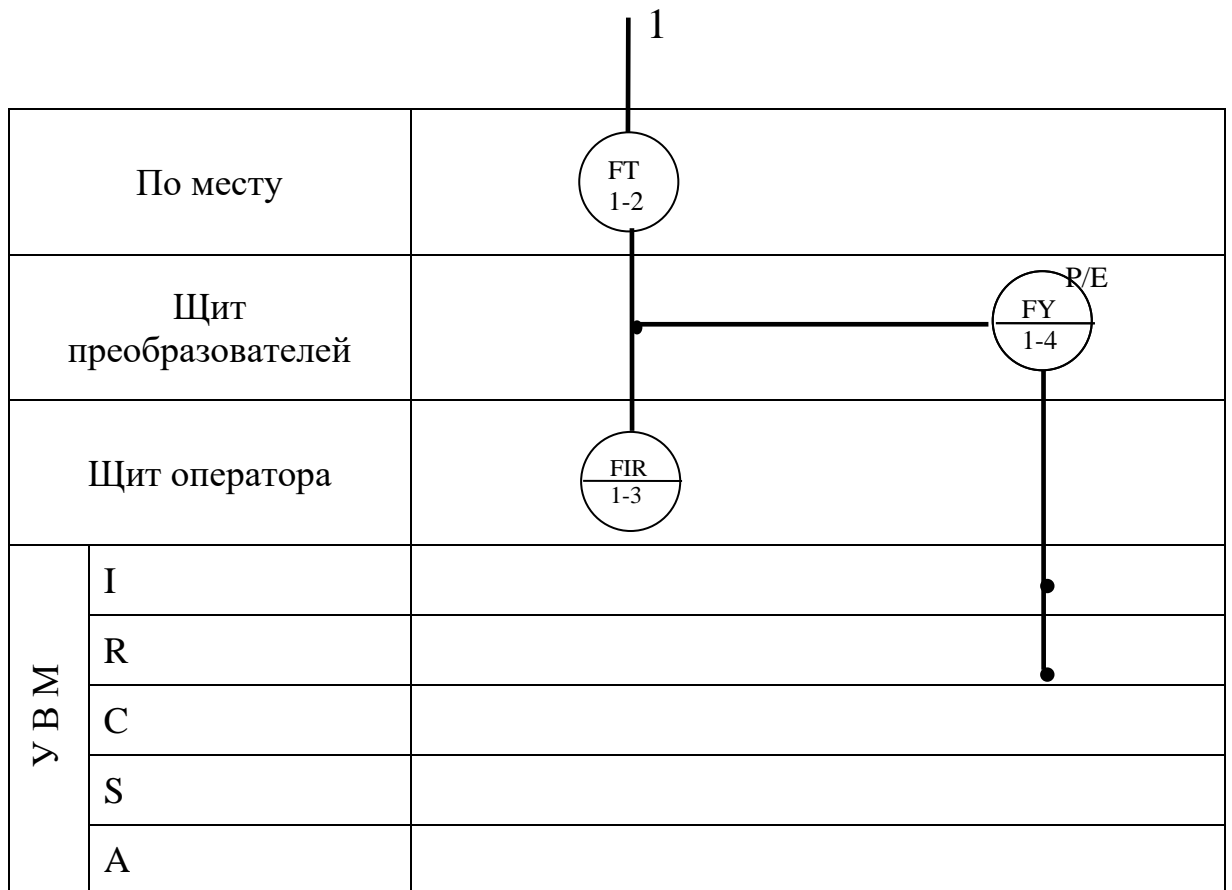 1
По месту
FT
1-2
Щит
преобразователей
P/E
FY
1-4
Щит оператора
FIR
1-3
У В М
I
R
C
S
A